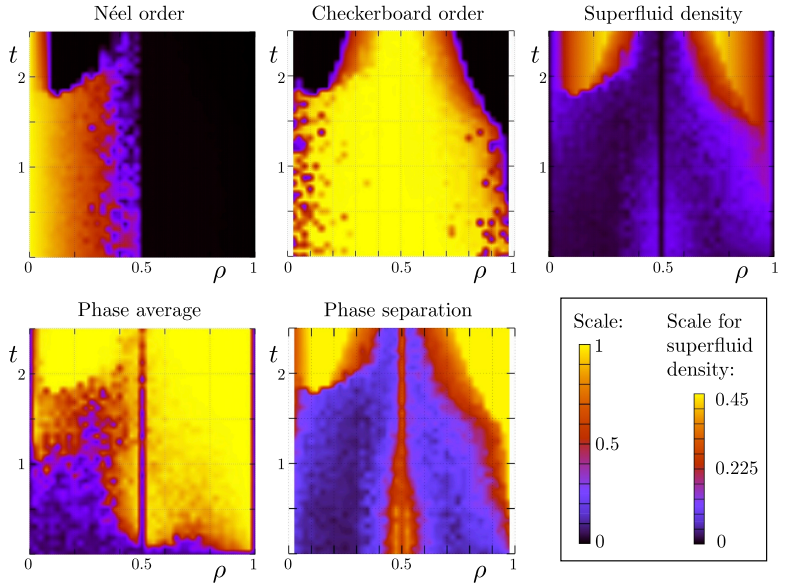 Néel order
Checkerboard order
Superfluid density
t
2
1
0
0.5
ρ
1
t
2
1
0
0.5
ρ
1
t
2
1
0
0.5
ρ
1
Phase average
Phase separation
t
2
1
0
0.5
ρ
1
t
2
1
0
0.5
ρ
1
Scale:
1
0.5
0
Scale for
superfluid
density:
0.45
0.225
0